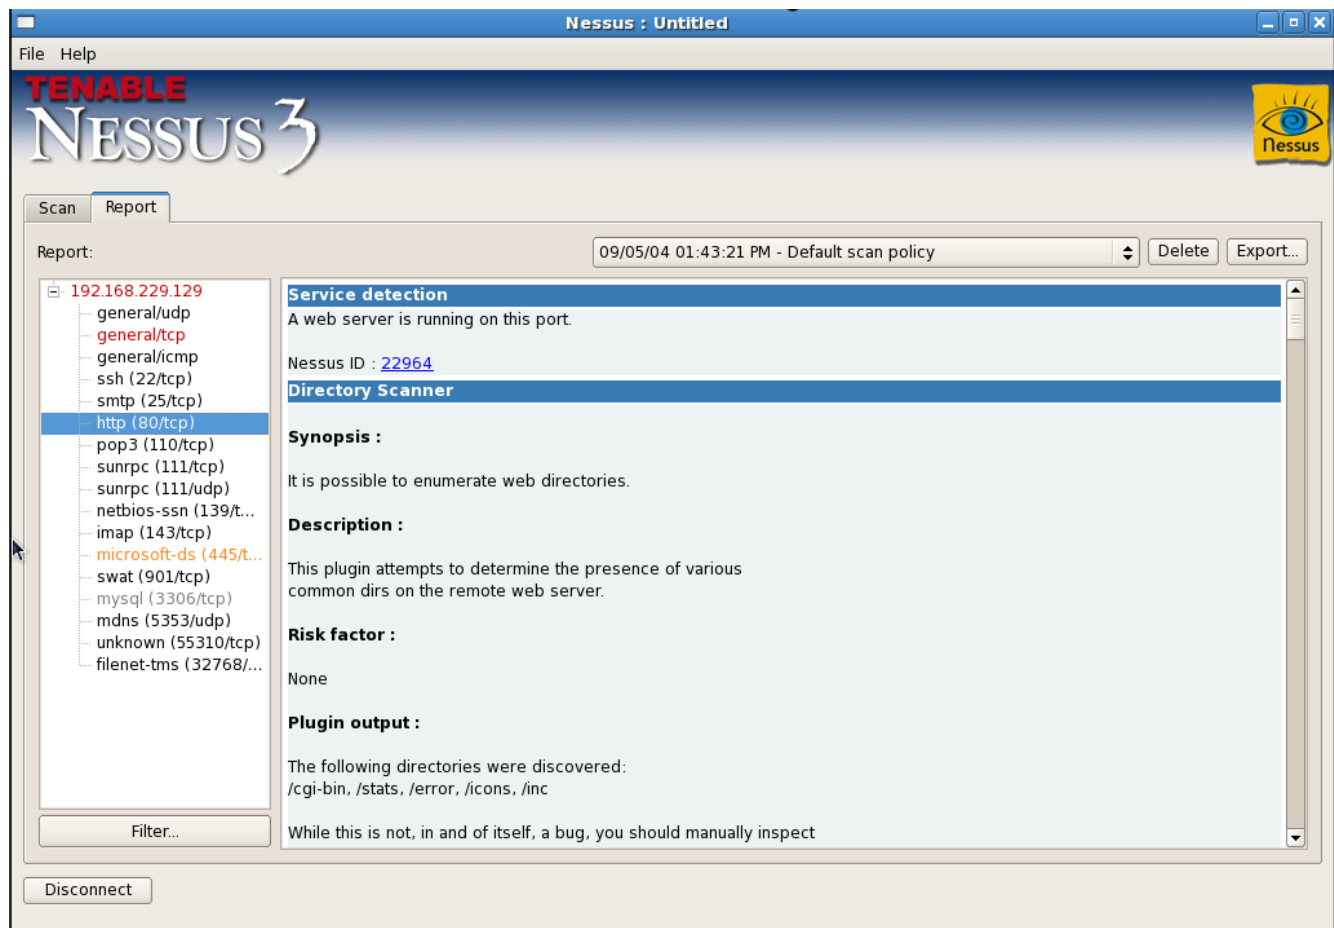 Nessus : Untitled
File Help
TENABLE
NESSUS 3
nessus
Scan Report
Report: 09/05/04 01:43:21 PM - Default scan policy Delete Export...
192.168.229.129
general/udp
general/tcp
general/icmp
ssh (22/tcp)
smtp (25/tcp)
http (80/tcp)
pop3 (110/tcp)
sunrpc (111/tcp)
sunrpc (111/udp)
netbios-ssn (139/t...
imap (143/tcp)
microsoft-ds (445/t...
swat (901/tcp)
mysql (3306/tcp)
mdns (5353/udp)
unknown (55310/tcp)
filenet-tms (32768/...
Filter...
Service detection
A web server is running on this port.
Nessus ID : 22964
Directory Scanner
Synopsis :
It is possible to enumerate web directories.
Description :
This plugin attempts to determine the presence of various
common dirs on the remote web server.
Risk factor :
None
Plugin output :
The following directories were discovered:
/cgi-bin, /stats, /error, /icons, /inc
While this is not, in and of itself, a bug, you should manually inspect
Disconnect